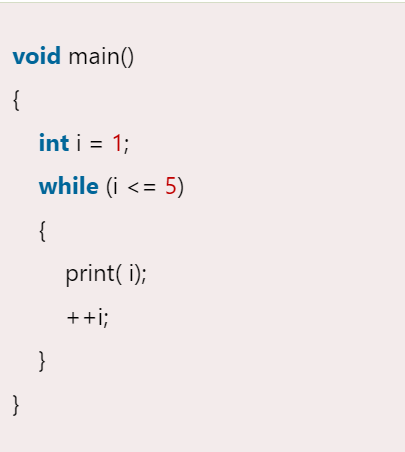 void main()
{
int i = 1;
while (i <= 5)
{
print( i);
++i;
}
}